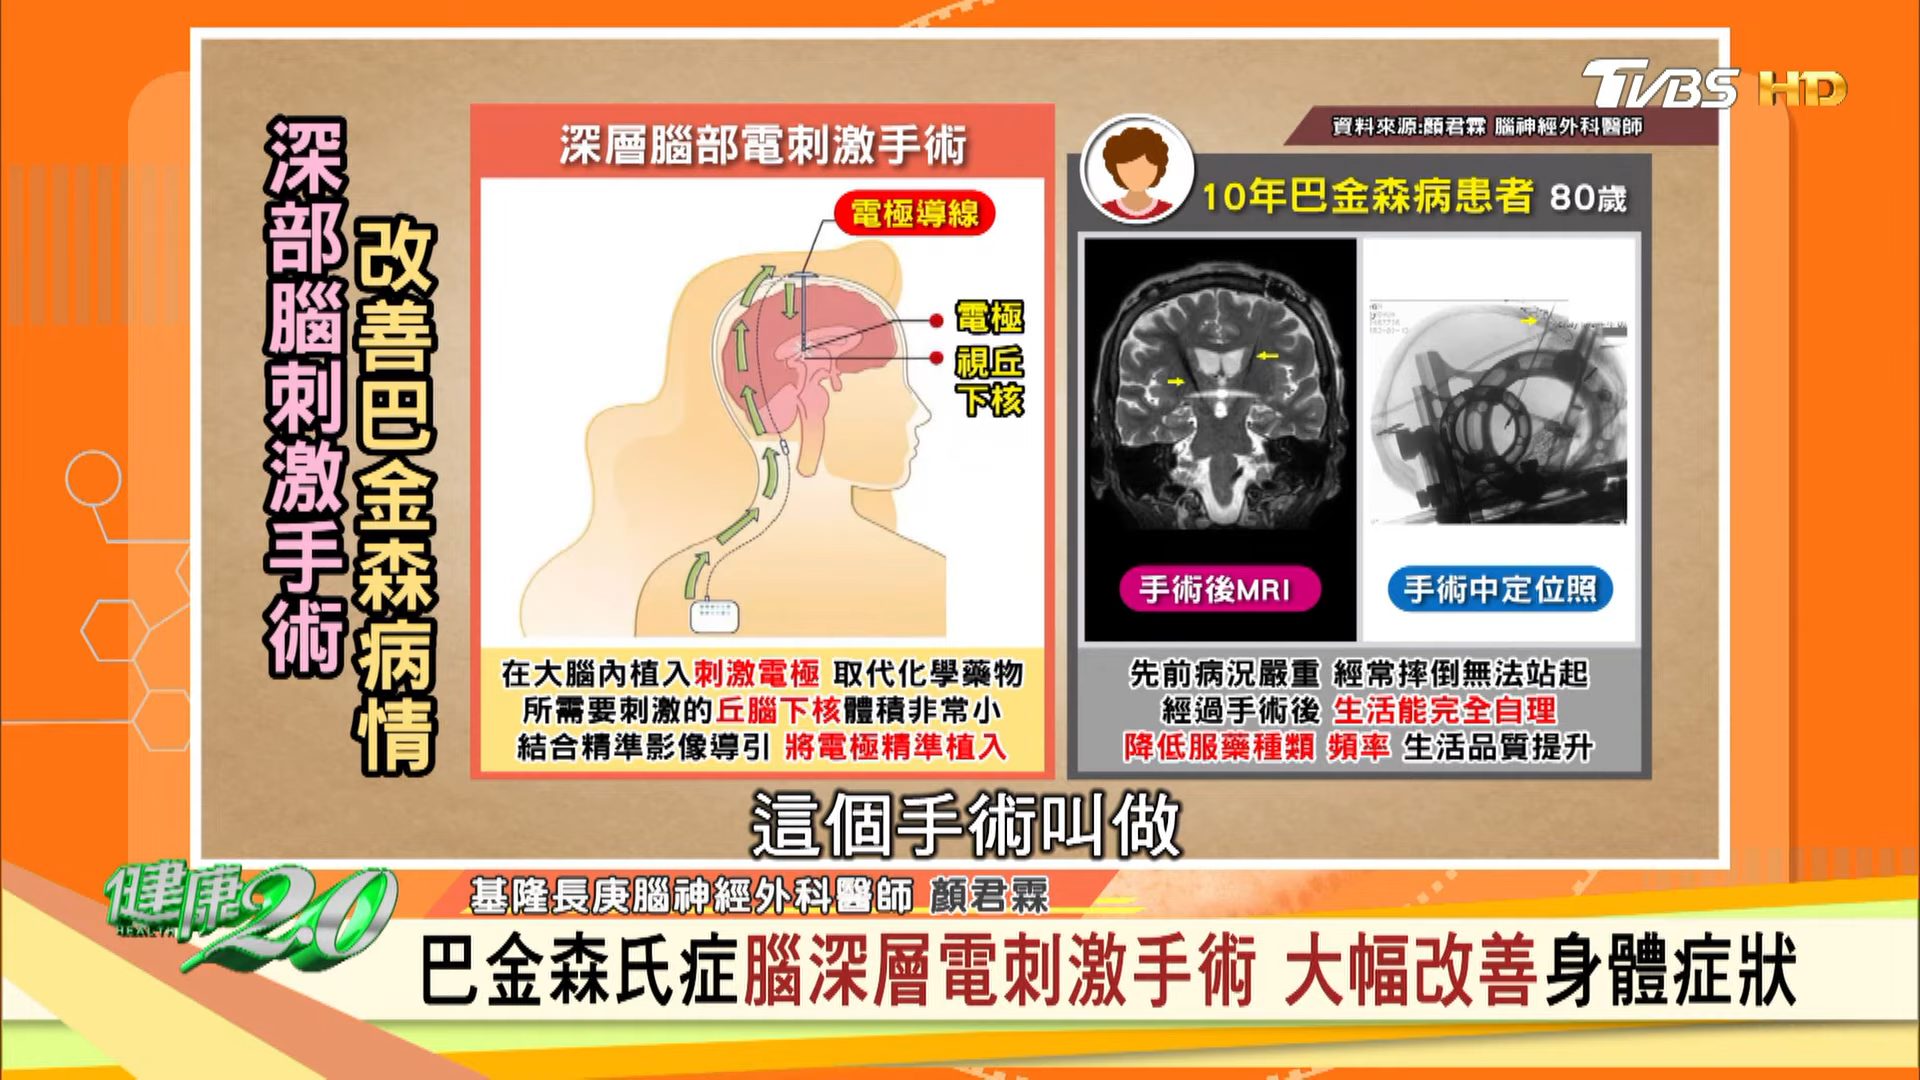 TVBS HD
資料來源:顏君霖 腦神經外科醫師
深部腦刺激手術
改善巴金森病情
深層腦部電刺激手術
電極導線
電極
視丘
下核
在大腦內植入刺激電極 取代化學藥物
所需要刺激的丘腦下核體積非常小
結合精準影像導引 將電極精準植入
10年巴金森病患者 80歲
手術後MRI
手術中定位照
先前病況嚴重 經常摔倒無法站起
經過手術後 生活能完全自理
降低服藥種類 頻率 生活品質提升
這個手術叫做
健康2.0
HEALTH
基隆長庚腦神經外科醫師 顏君霖
巴金森氏症腦深層電刺激手術 大幅改善身體症狀